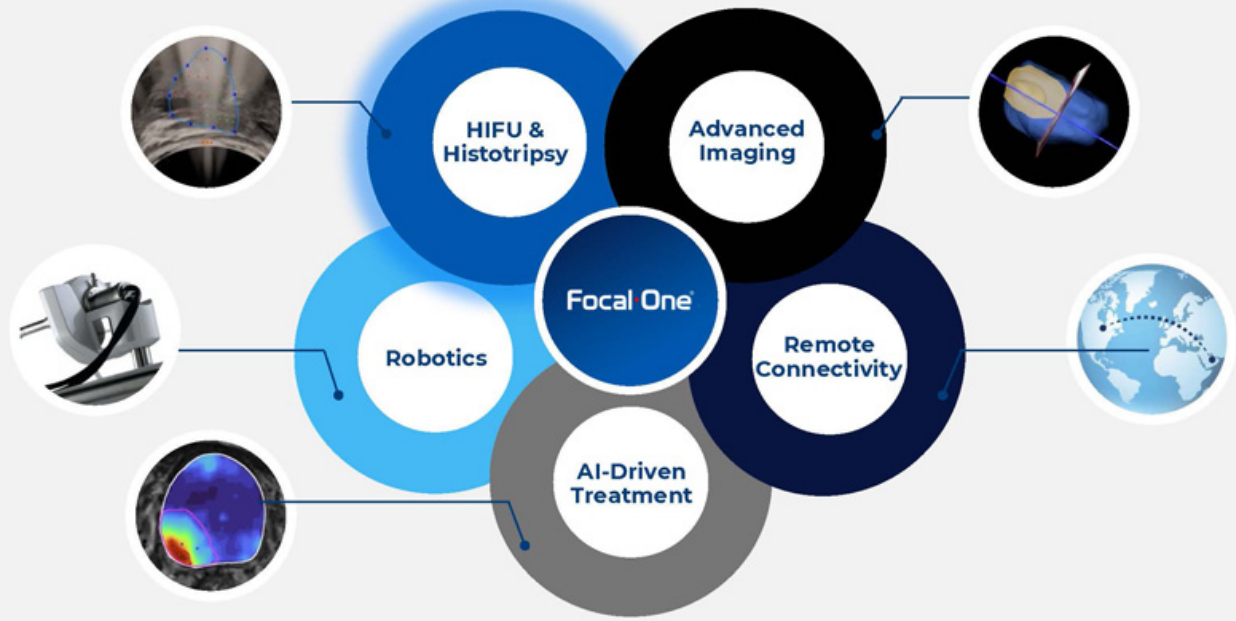 HIFU &
Histotripsy
Advanced
Imaging
Focal·One®
Robotics
Remote
Connectivity
AI-Driven
Treatment